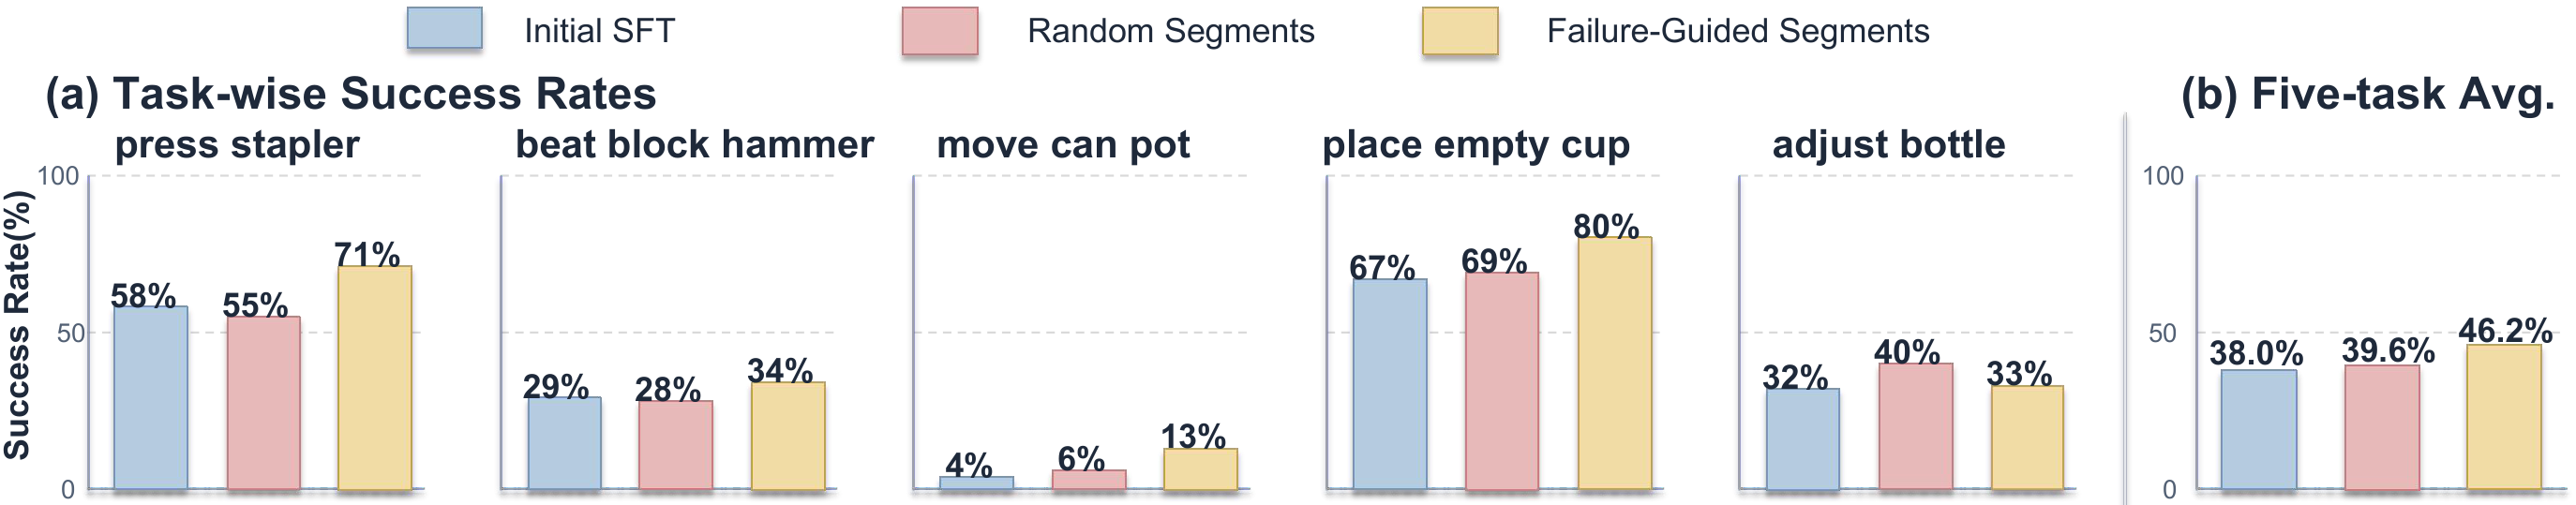 Initial SFT
Random Segments
Failure-Guided Segments
(a) Task-wise Success Rates
(b) Five-task Avg.
press stapler
beat block hammer
move can pot
place empty cup
adjust bottle
Success Rate(%)
100
50
0
58%
55%
71%
29%
28%
34%
4%
6%
13%
67%
69%
80%
32%
40%
33%
100
50
0
38.0%
39.6%
46.2%